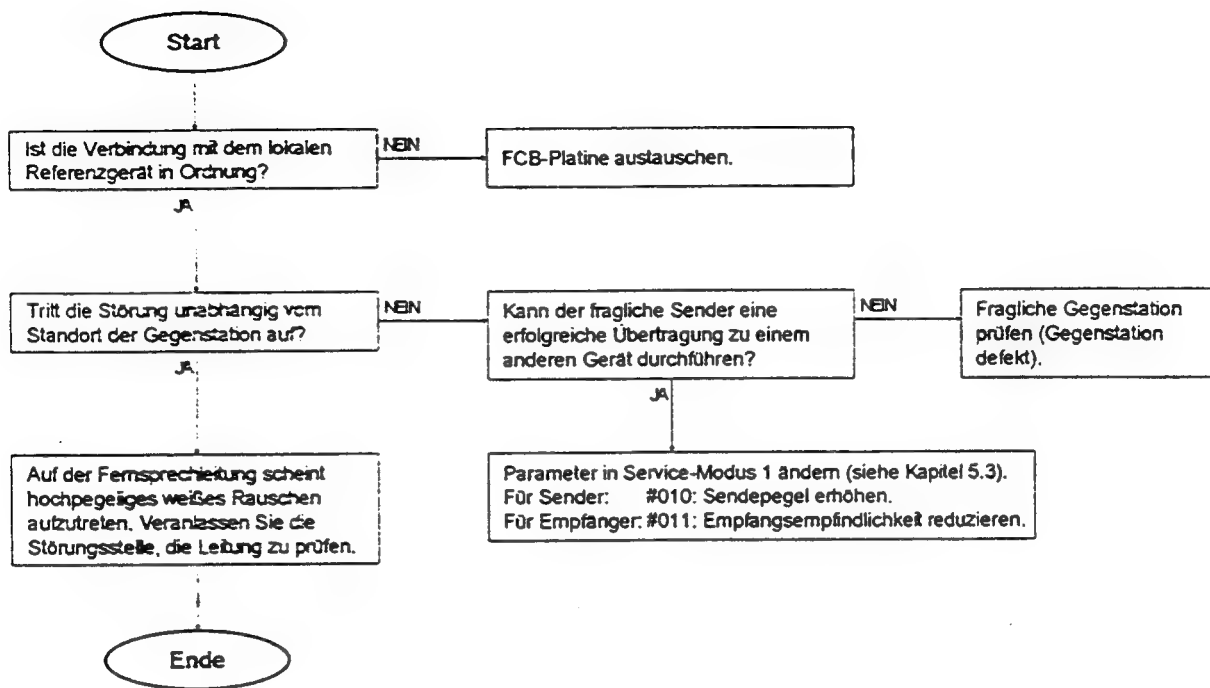 Start
Ist die Verbindung mit dem lokalen
Referenzgerät in Ordnung?
NEIN
FCB-Platine austauschen.
JA
Tritt die Störung unabhängig vom
Standort der Gegenstation auf?
NEIN
Kann der fragliche Sender eine
erfolgreiche Übertragung zu einem
anderen Gerät durchführen?
NEIN
Fragliche Gegenstation
prüfen (Gegenstation
defekt).
JA
JA
Auf der Fernsprechleitung scheint
hochpegeliges weißes Rauschen
aufzutreten. Veranlassen Sie die
Störungsstelle, die Leitung zu prüfen.
Parameter in Service-Modus 1 ändern (siehe Kapitel 5.3).
Für Sender: #010: Sendepegel erhöhen.
Für Empfänger: #011: Empfangsempfindlichkeit reduzieren.
Ende